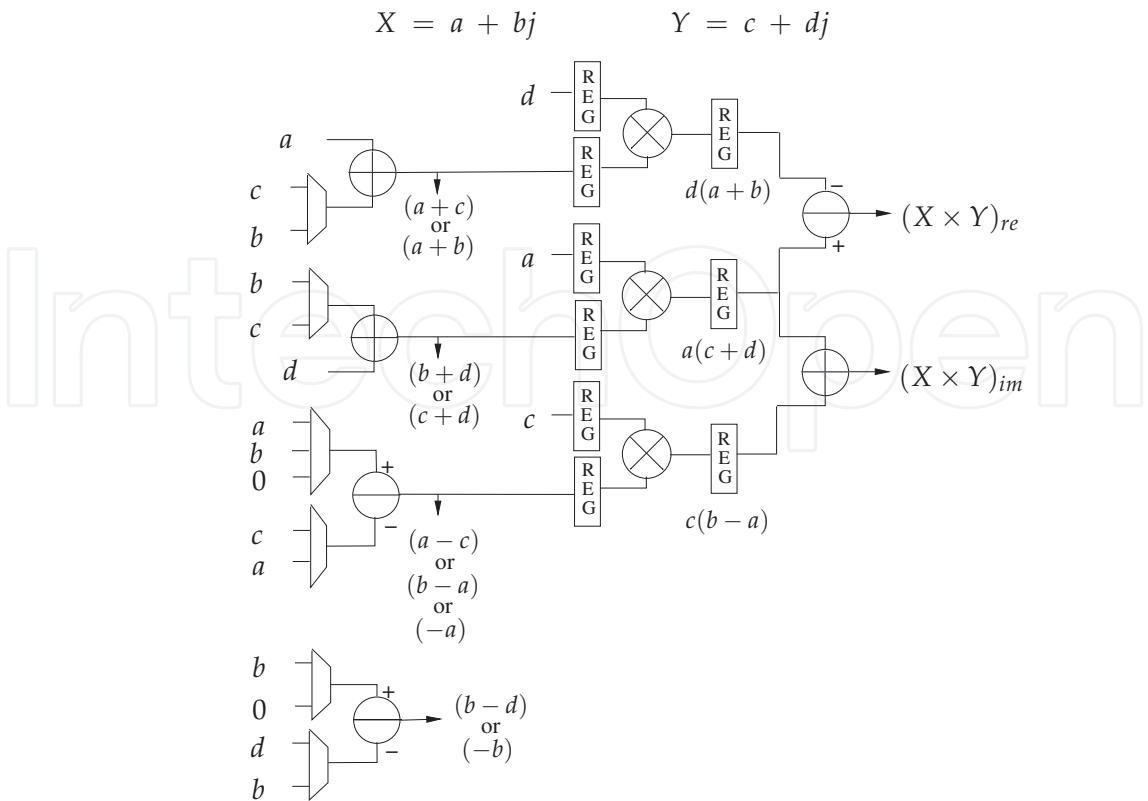 X = a + bj
Y = c + dj
d
REG
a
c
b
(a + c)
or
(a + b)
REG
REG
d(a + b)
−
+
(X × Y)re
b
c
d
(b + d)
or
(c + d)
a
REG
REG
REG
a(c + d)
(X × Y)im
a
b
0
c
a
+
−
(a − c)
or
(b − a)
or
(−a)
c
REG
REG
REG
c(b − a)
b
0
d
b
+
−
(b − d)
or
(−b)
IntechOpen